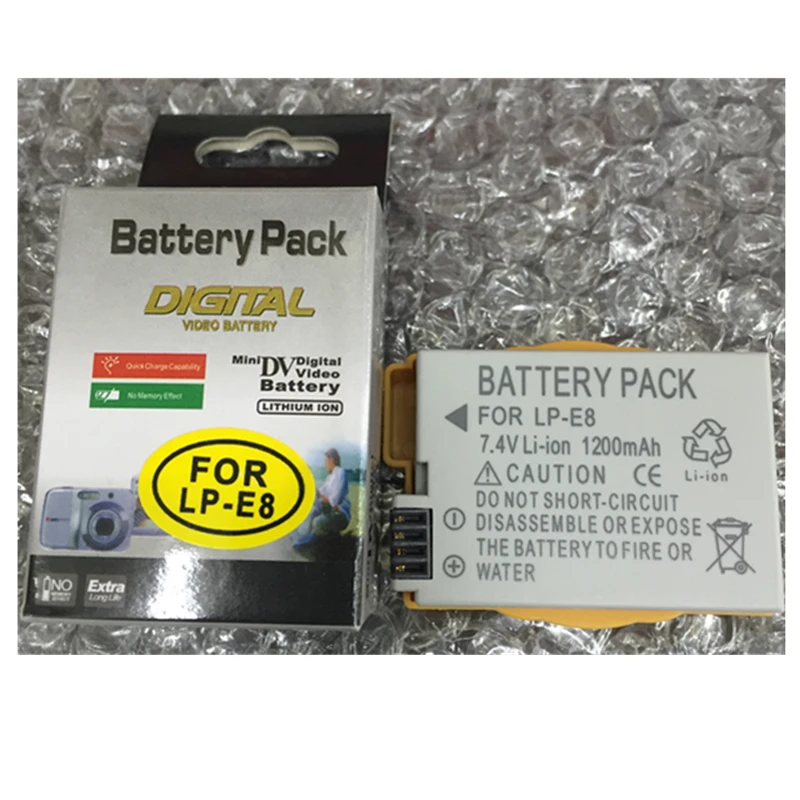 Battery Pack
DIGITAL
VIDEO BATTERY
Quick Charge Capability
No Memory Effect
Mini DV Digital Video
Battery
LITHIUM ION
FOR
LP-E8
NO
MEMORY
EFFECT
Extra
Long Life
BATTERY PACK
FOR LP-E8
7.4V Li-ion 1200mAh
CAUTION CE
Li-ion
DO NOT SHORT-CIRCUIT
DISASSEMBLE OR EXPOSE
THE BATTERY TO FIRE OR
WATER